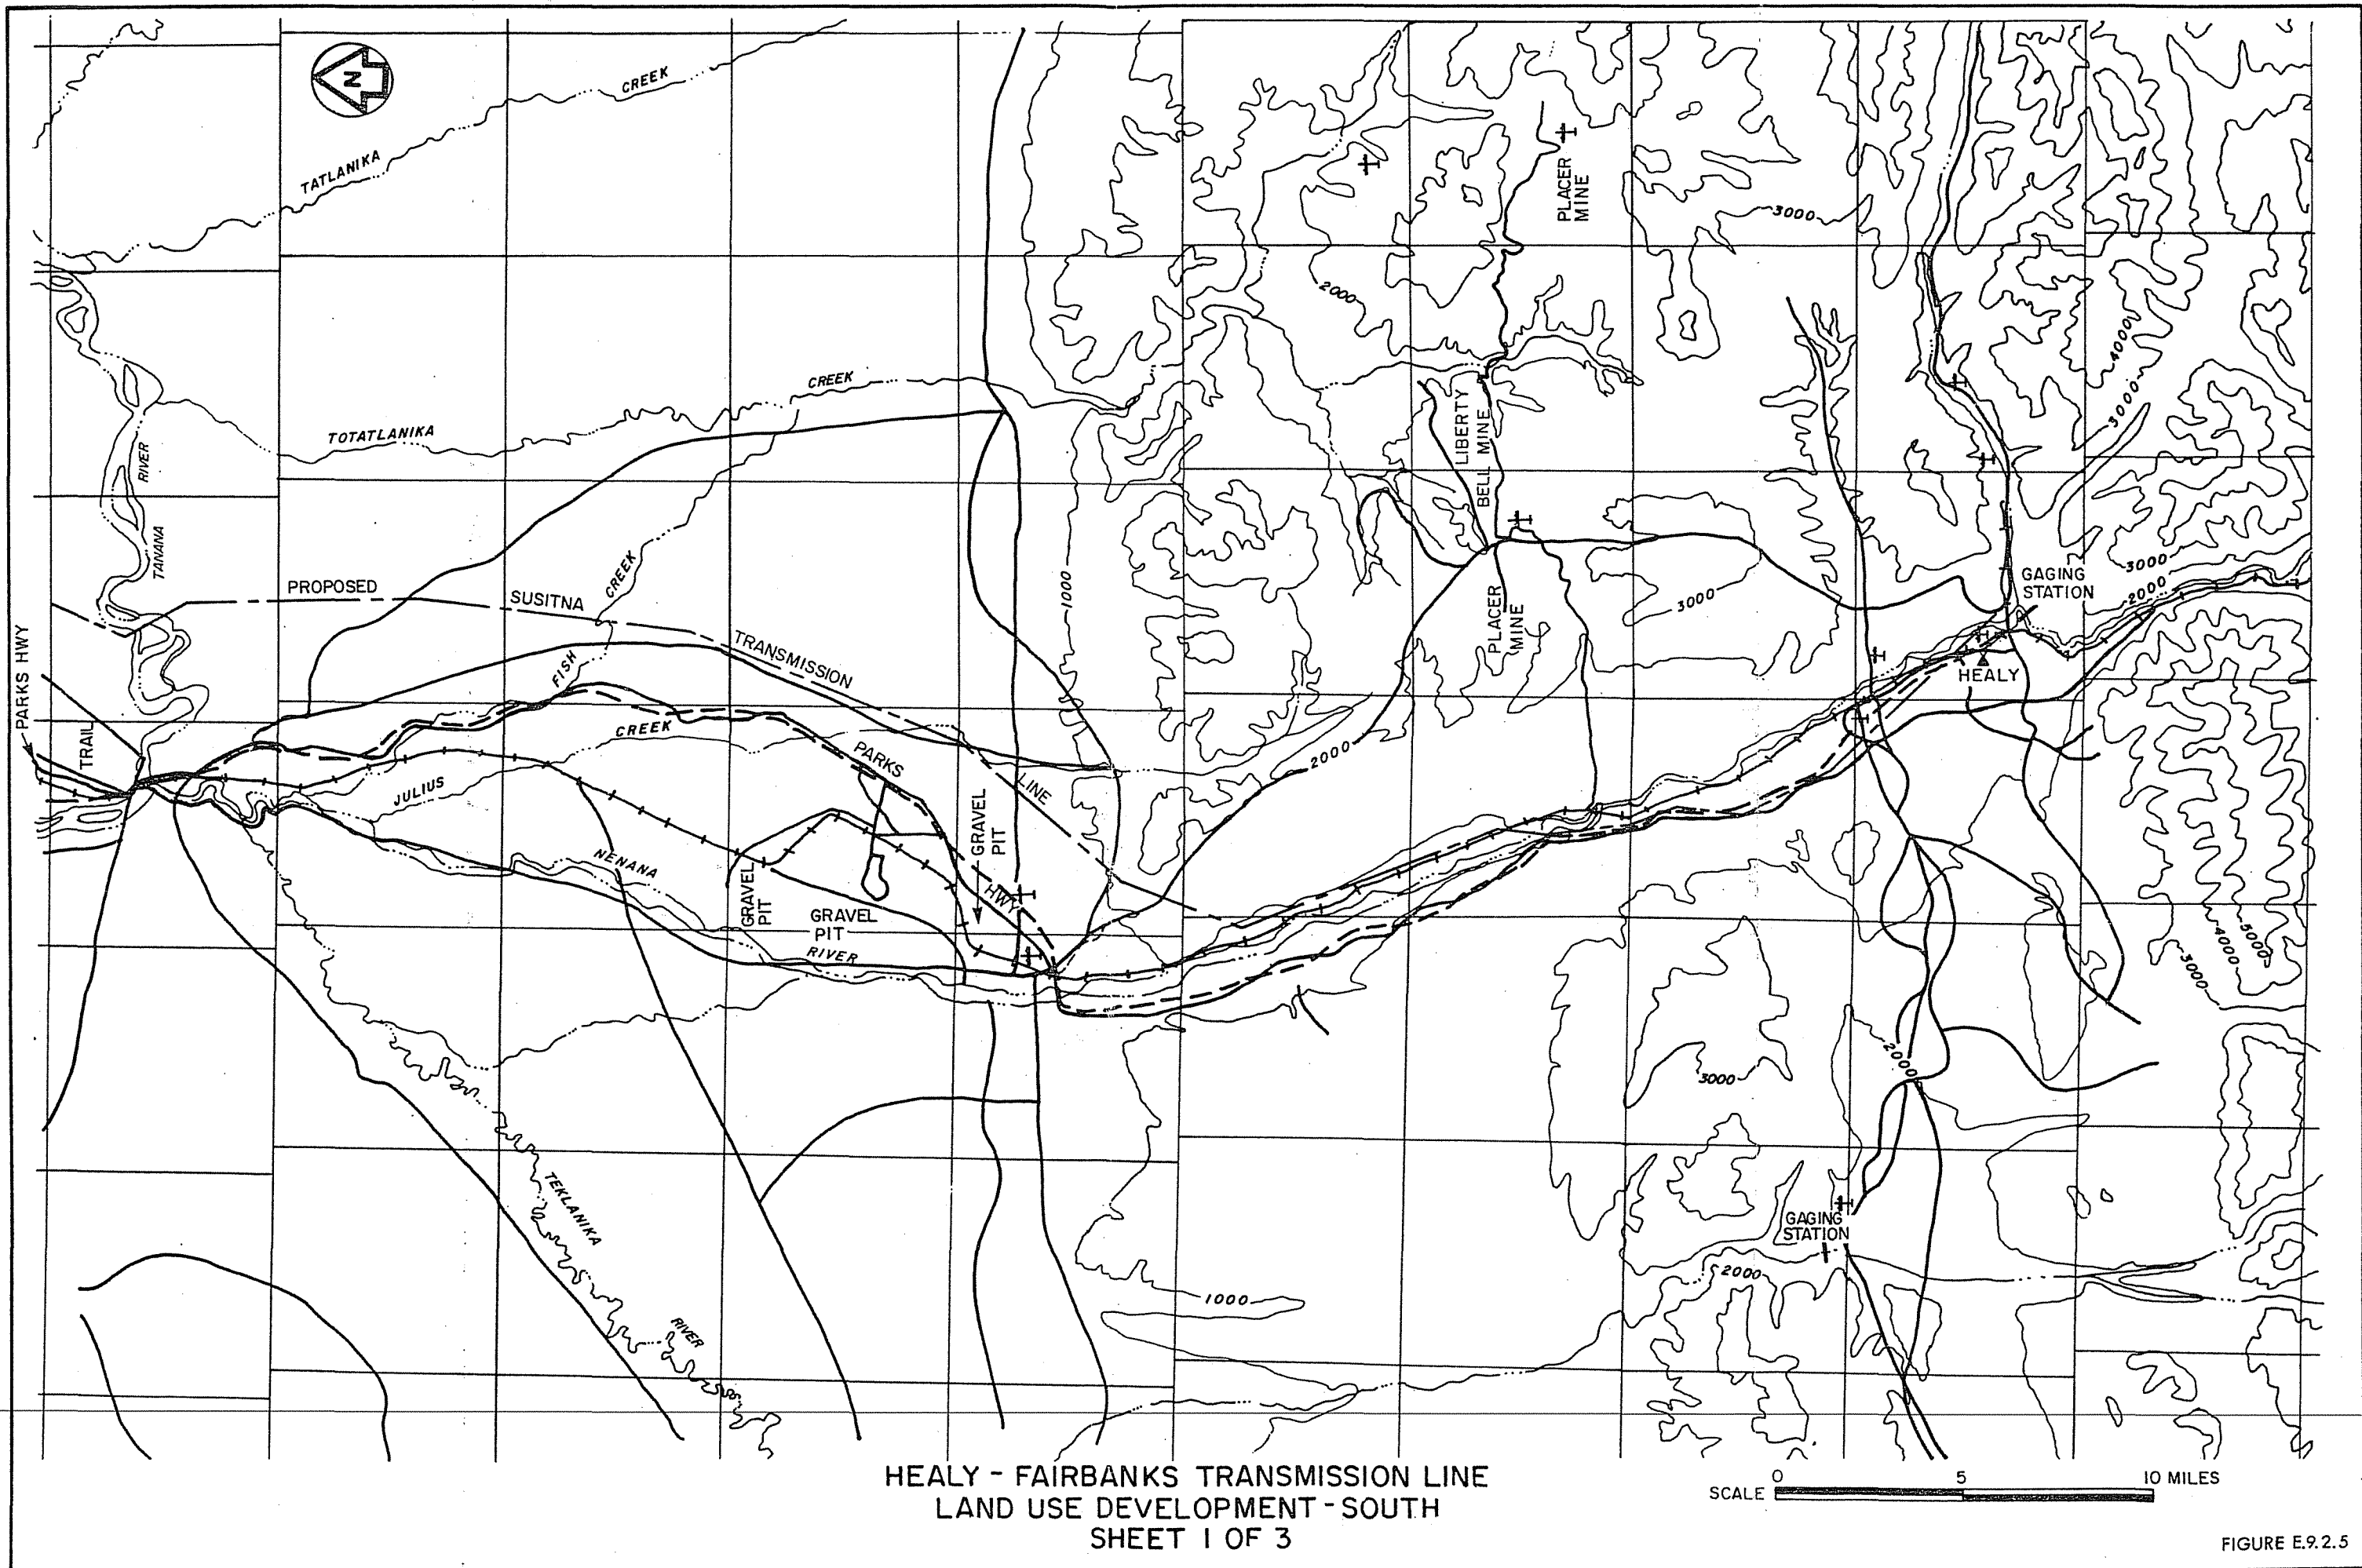 N
CREEK
TATLANIKA
PLACER
MINE
3000
2000
4000
3000
CREEK
TOTATLANIKA
RIVER
TANANA
LIBERTY
BELL MINE
PROPOSED
SUSITNA
CREEK
FISH
TRANSMISSION
LINE
1000
PLACER
MINE
3000
GAGING
STATION
3000
2000
HEALY
PARKS HWY
TRAIL
CREEK
JULIUS
PARKS
HWY
2000
GRAVEL
PIT
NENANA
GRAVEL
PIT
GRAVEL
PIT
RIVER
5000
4000
3000
2000
3000
TEKLANIKA
RIVER
GAGING
STATION
2000
1000
HEALY - FAIRBANKS TRANSMISSION LINE
LAND USE DEVELOPMENT - SOUTH
SHEET 1 OF 3
0 5 10 MILES
SCALE
FIGURE E.9.2.5